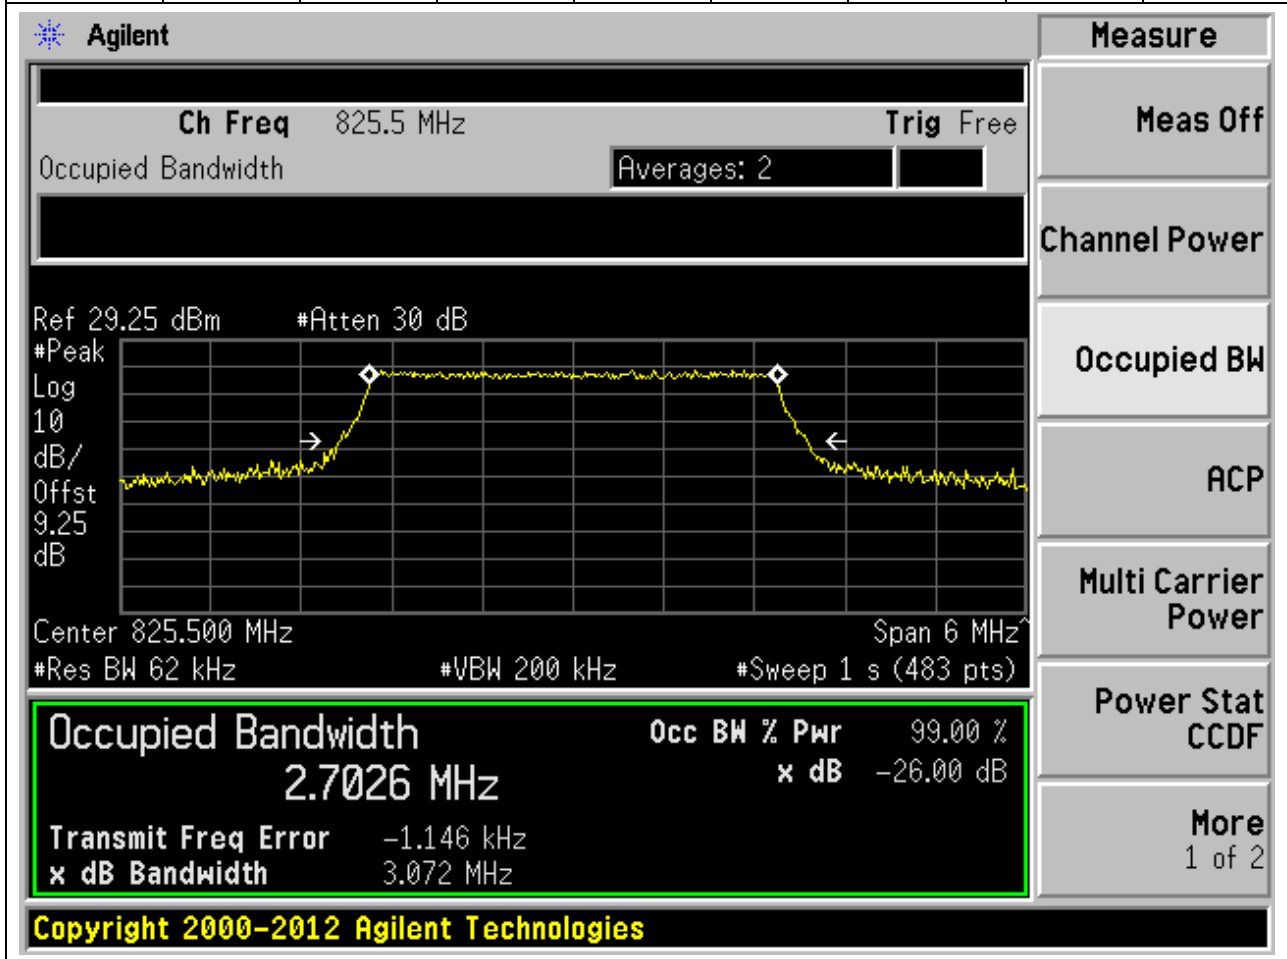 Agilent
Measure
Ch Freq 825.5 MHz Trig Free
Occupied Bandwidth Averages: 2
Meas Off
Channel Power
Occupied BW
ACP
Multi Carrier
Power
Power Stat
CCDF
More
1 of 2
Ref 29.25 dBm #Atten 30 dB
#Peak
Log
10
dB/
Offst
9.25
dB
Center 825.500 MHz Span 6 MHz^
#Res BW 62 kHz #VBW 200 kHz #Sweep 1 s (483 pts)
Occupied Bandwidth Occ BW % Pwr 99.00 %
2.7026 MHz x dB -26.00 dB
Transmit Freq Error -1.146 kHz
x dB Bandwidth 3.072 MHz
Copyright 2000-2012 Agilent Technologies